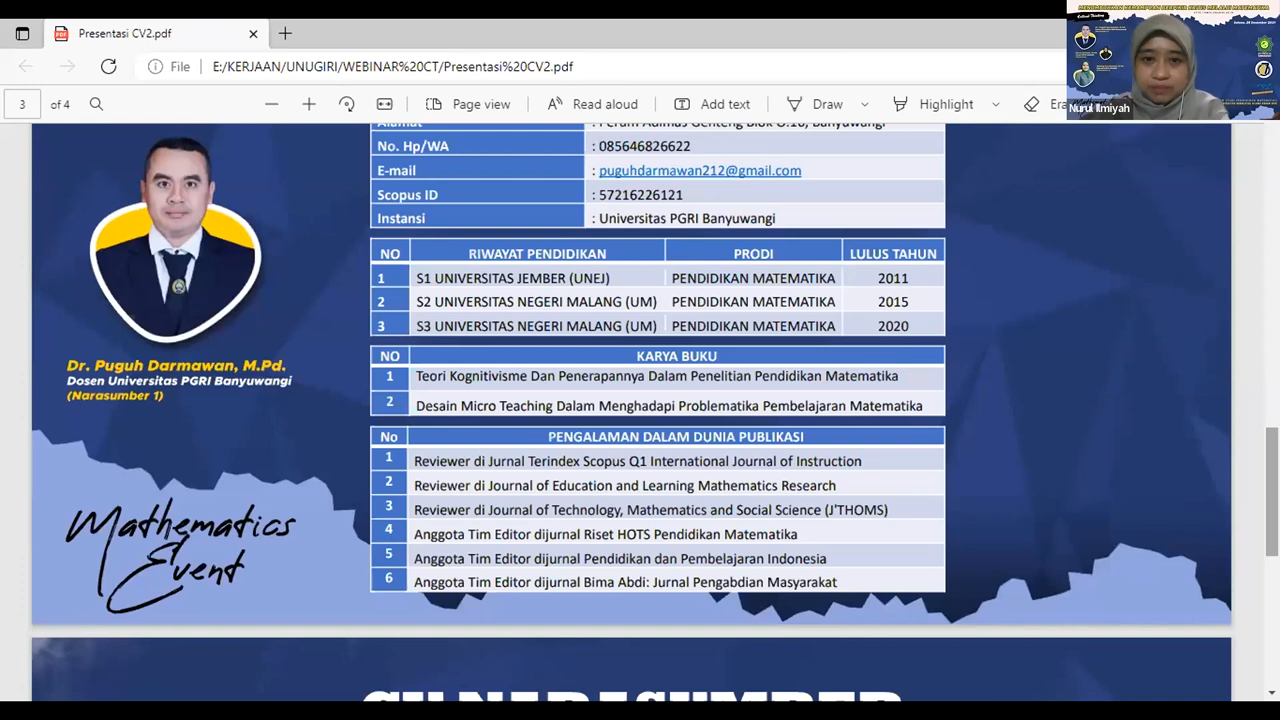 Presentasi CV2.pdf
File
E:/KERJAAN/UNUGIRI/WEBINAR%20CT/Presentasi%20CV2.pdf
3 of 4
Page view
Read aloud
Add text
Draw
Highlight
MENUMBUHKAN KEMAMPUAN BERPIKIR KRITIS MELALUI MATEMATIKA
Nurul Ilmiyah
Alamat
No. Hp/WA : 085646826622
E-mail : puguhdarmawan212@gmail.com
Scopus ID : 57216226121
Instansi : Universitas PGRI Banyuwangi
NO RIWAYAT PENDIDIKAN PRODI LULUS TAHUN
1 S1 UNIVERSITAS JEMBER (UNEJ) PENDIDIKAN MATEMATIKA 2011
2 S2 UNIVERSITAS NEGERI MALANG (UM) PENDIDIKAN MATEMATIKA 2015
3 S3 UNIVERSITAS NEGERI MALANG (UM) PENDIDIKAN MATEMATIKA 2020
NO KARYA BUKU
1 Teori Kognitivisme Dan Penerapannya Dalam Penelitian Pendidikan Matematika
2 Desain Micro Teaching Dalam Menghadapi Problematika Pembelajaran Matematika
No PENGALAMAN DALAM DUNIA PUBLIKASI
1 Reviewer di Jurnal Terindex Scopus Q1 International Journal of Instruction
2 Reviewer di Journal of Education and Learning Mathematics Research
3 Reviewer di Journal of Technology, Mathematics and Social Science (J'THOMS)
4 Anggota Tim Editor dijurnal Riset HOTS Pendidikan Matematika
5 Anggota Tim Editor dijurnal Pendidikan dan Pembelajaran Indonesia
6 Anggota Tim Editor dijurnal Bima Abdi: Jurnal Pengabdian Masyarakat
Dr. Puguh Darmawan, M.Pd.
Dosen Universitas PGRI Banyuwangi
(Narasumber 1)
Mathematics
Event